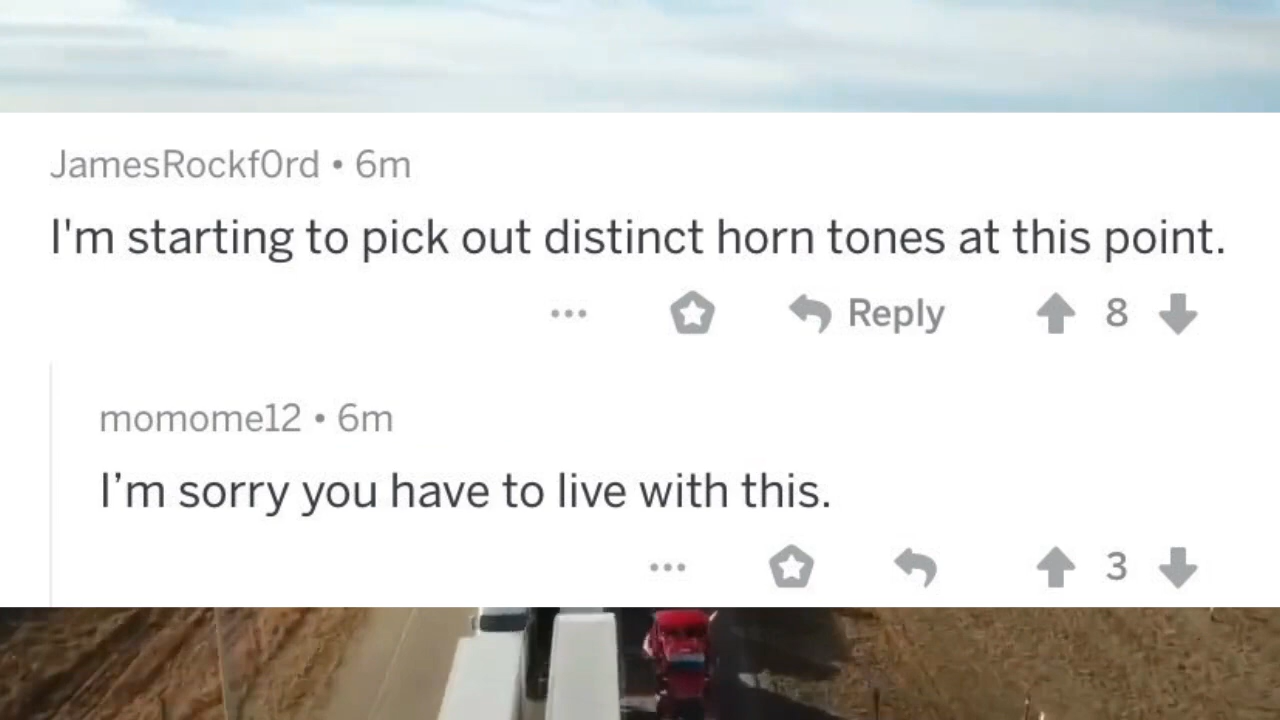 JamesRockf0rd • 6m
I'm starting to pick out distinct horn tones at this point.
Reply 8
momome12 • 6m
I’m sorry you have to live with this.
3